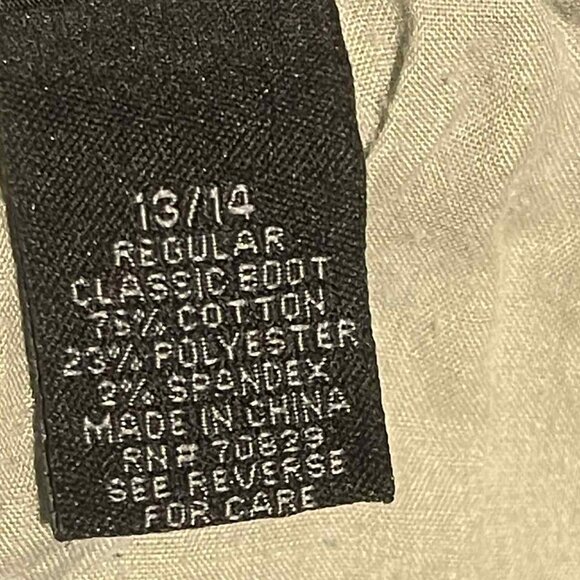 13/14
REGULAR
CLASSIC BOOT
75% COTTON
23% POLYESTER
2% SPANDEX
MADE IN CHINA
RN# 70839
SEE REVERSE
FOR CARE